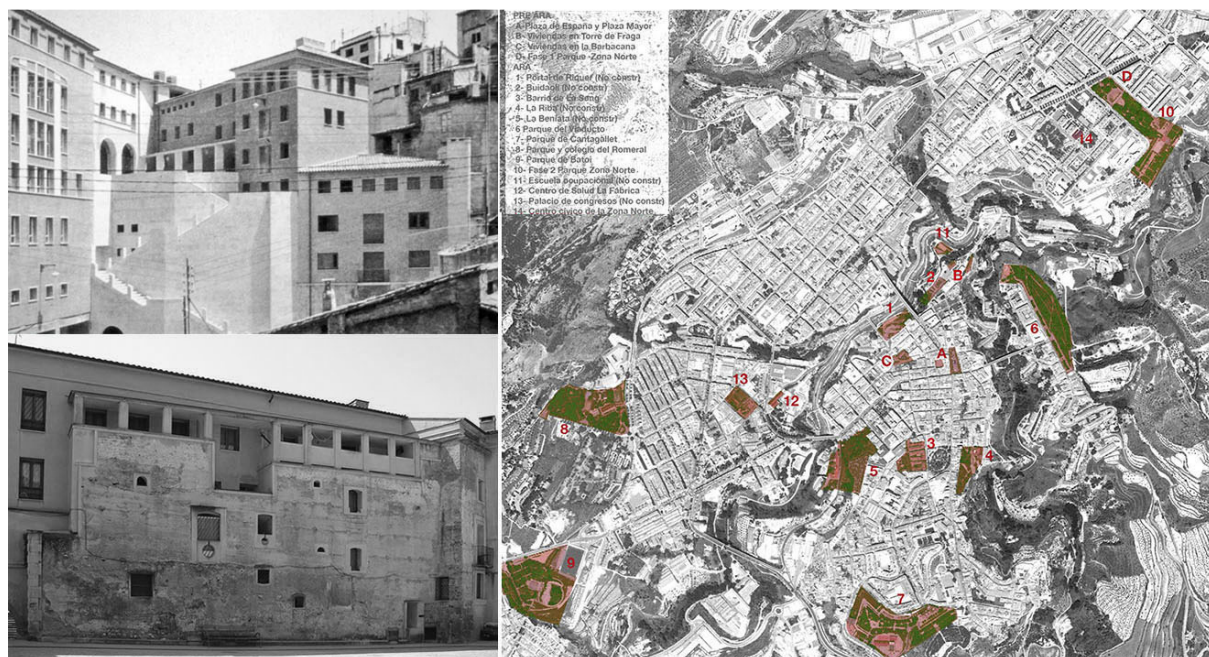 PRE ARA
A-Plaza de España y Plaza Mayor
B- Viviendas en Torre de Fraga
C- Viviendas en la Barbacana
D- Fase 1 Parque -Zona Norte
ARA
1- Portal de Riquer (No constr)
2- Buidaoli (No constr)
3- Barrio de La Sang
4- La Riba (No constr)
5- La Beniata (No constr)
6 Parque del Viaducto
7- Parque de Cantagallet
8- Parque y colegio del Romeral
9- Parque de Batoi
10- Fase 2 Parque Zona Norte
11- Escuela ocupacional (No constr)
12- Centro de Salud La Fábrica
13- Palacio de congresos (No constr)
14- Centro cívico de la Zona Norte
D
10
14
11
B
2
1
6
A
C
13
12
8
3
4
5
9
7